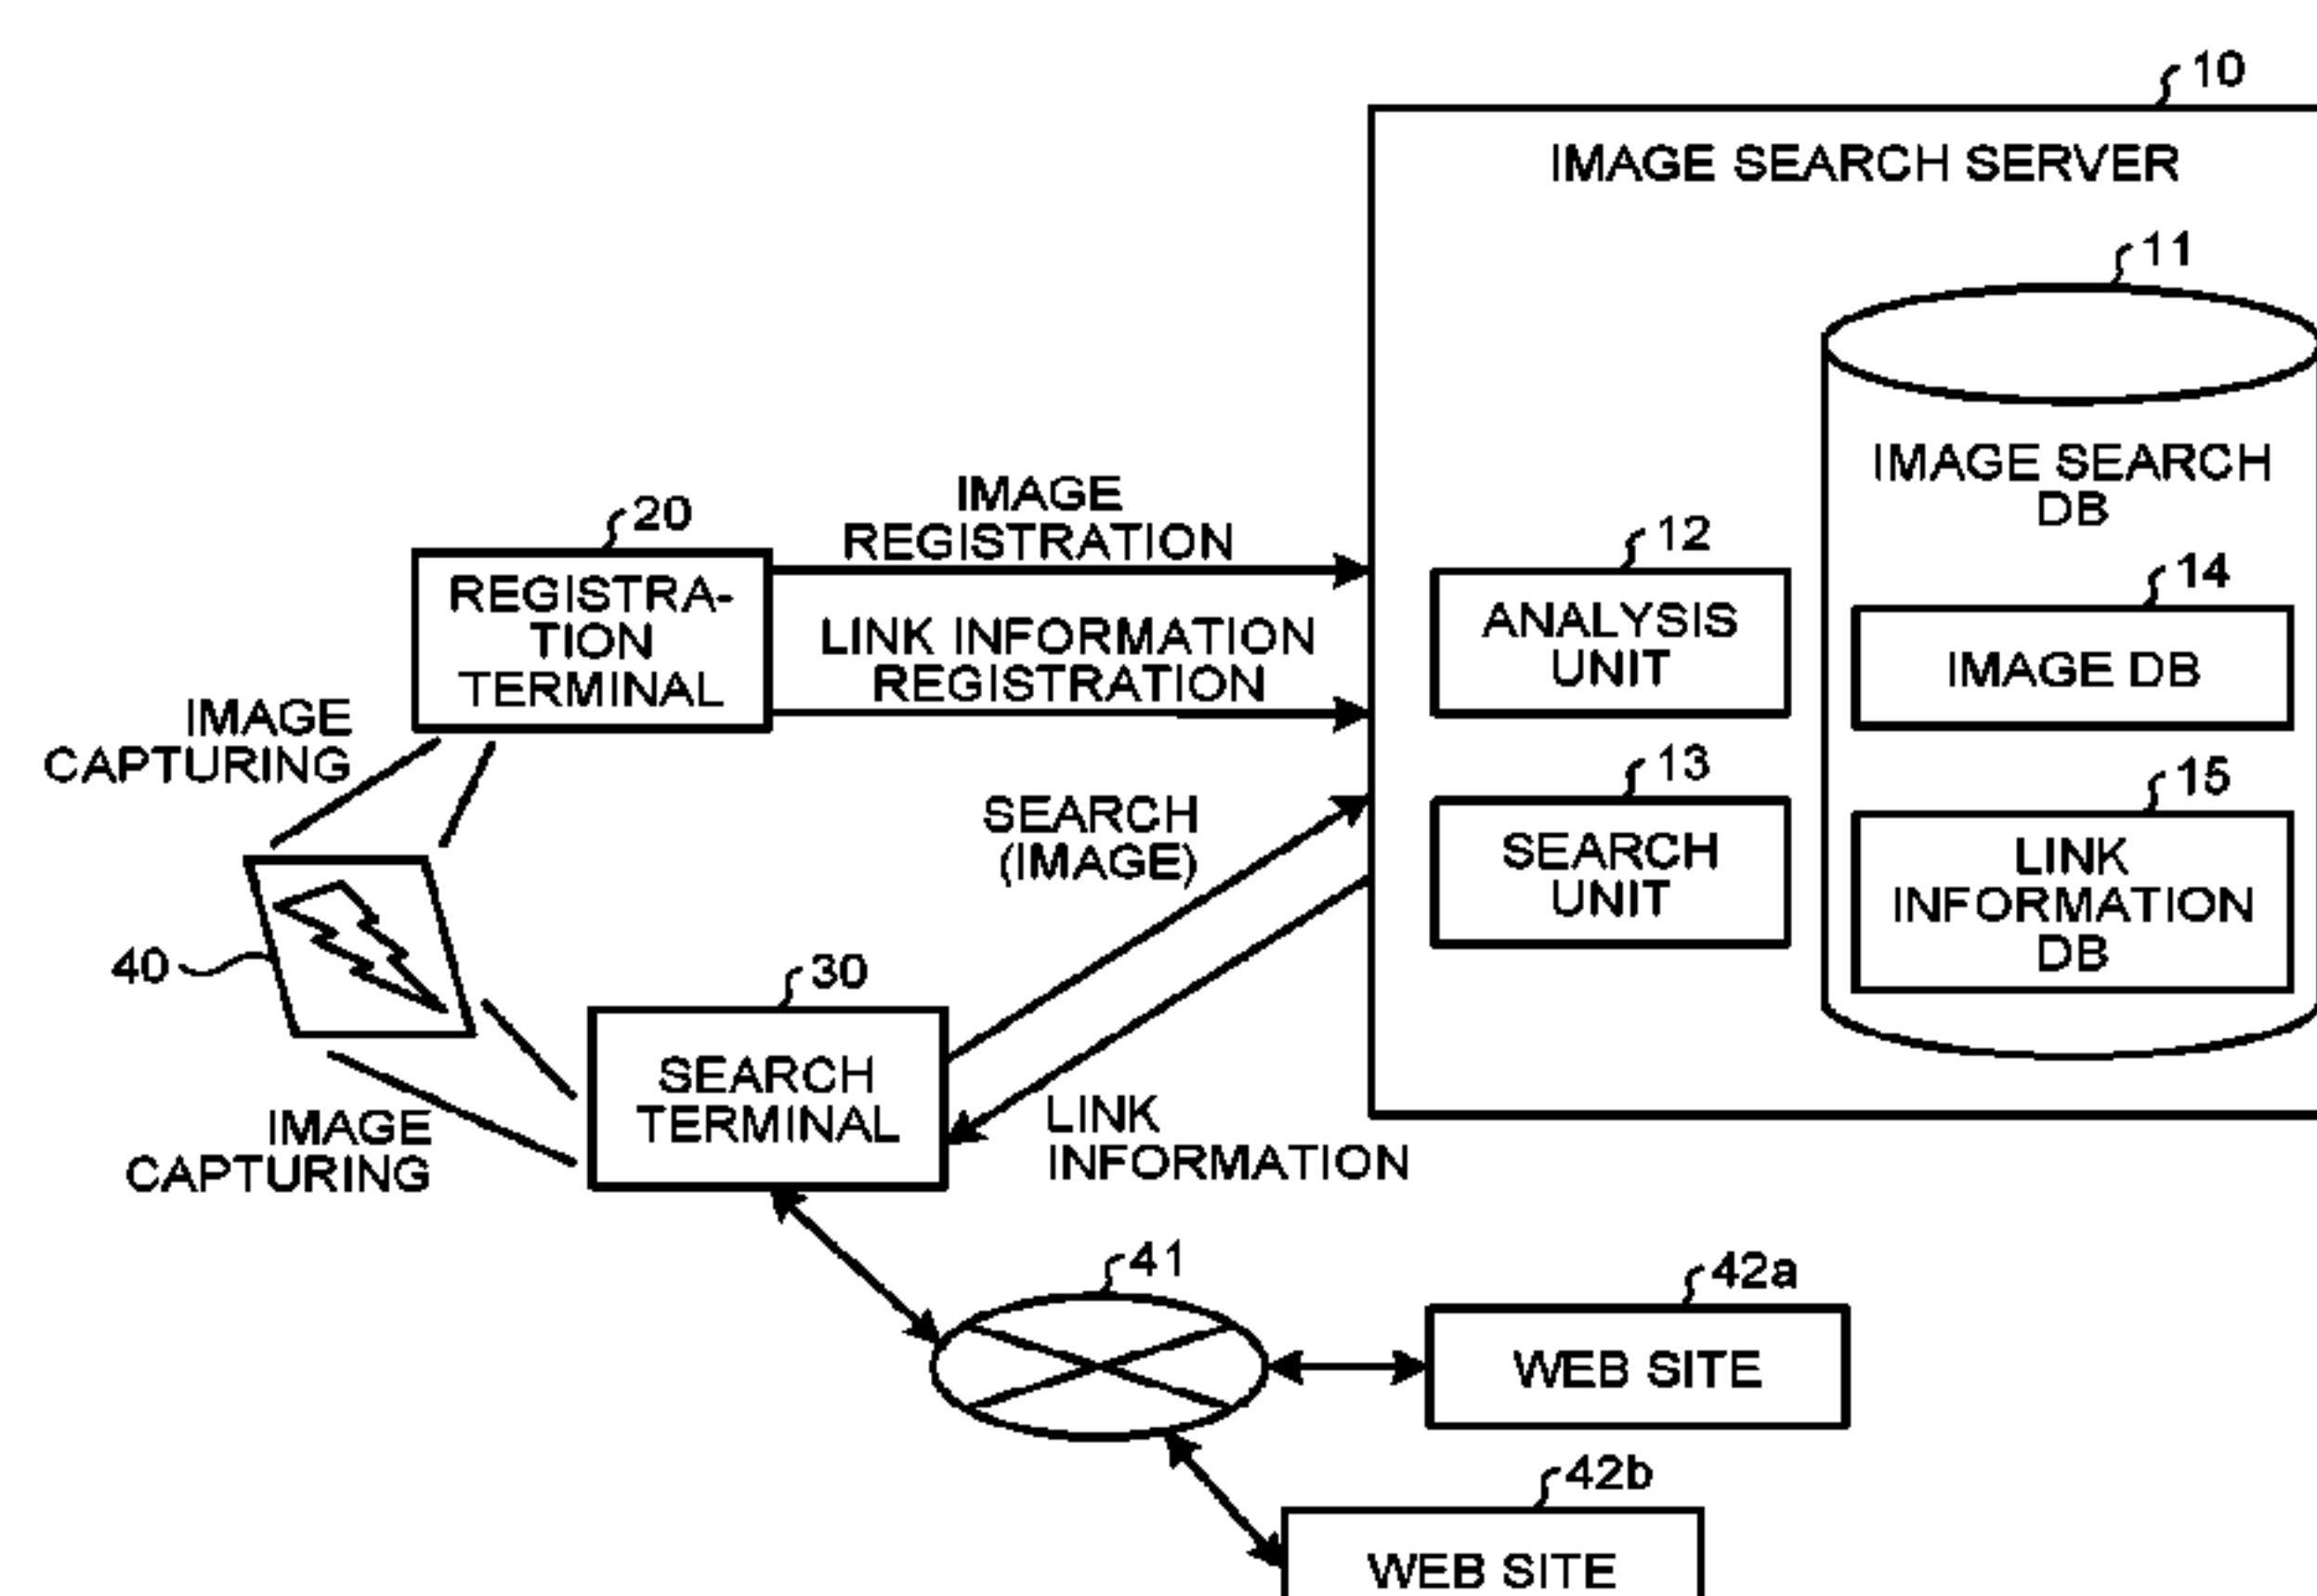 10
IMAGE SEARCH SERVER
11
IMAGE SEARCH
DB
12
ANALYSIS
UNIT
13
SEARCH
UNIT
14
IMAGE DB
15
LINK
INFORMATION
DB
20
REGISTRA-
TION
TERMINAL
IMAGE
REGISTRATION
LINK INFORMATION
REGISTRATION
IMAGE
CAPTURING
40
SEARCH
(IMAGE)
30
SEARCH
TERMINAL
IMAGE
CAPTURING
LINK
INFORMATION
41
42a
WEB SITE
42b
WEB SITE